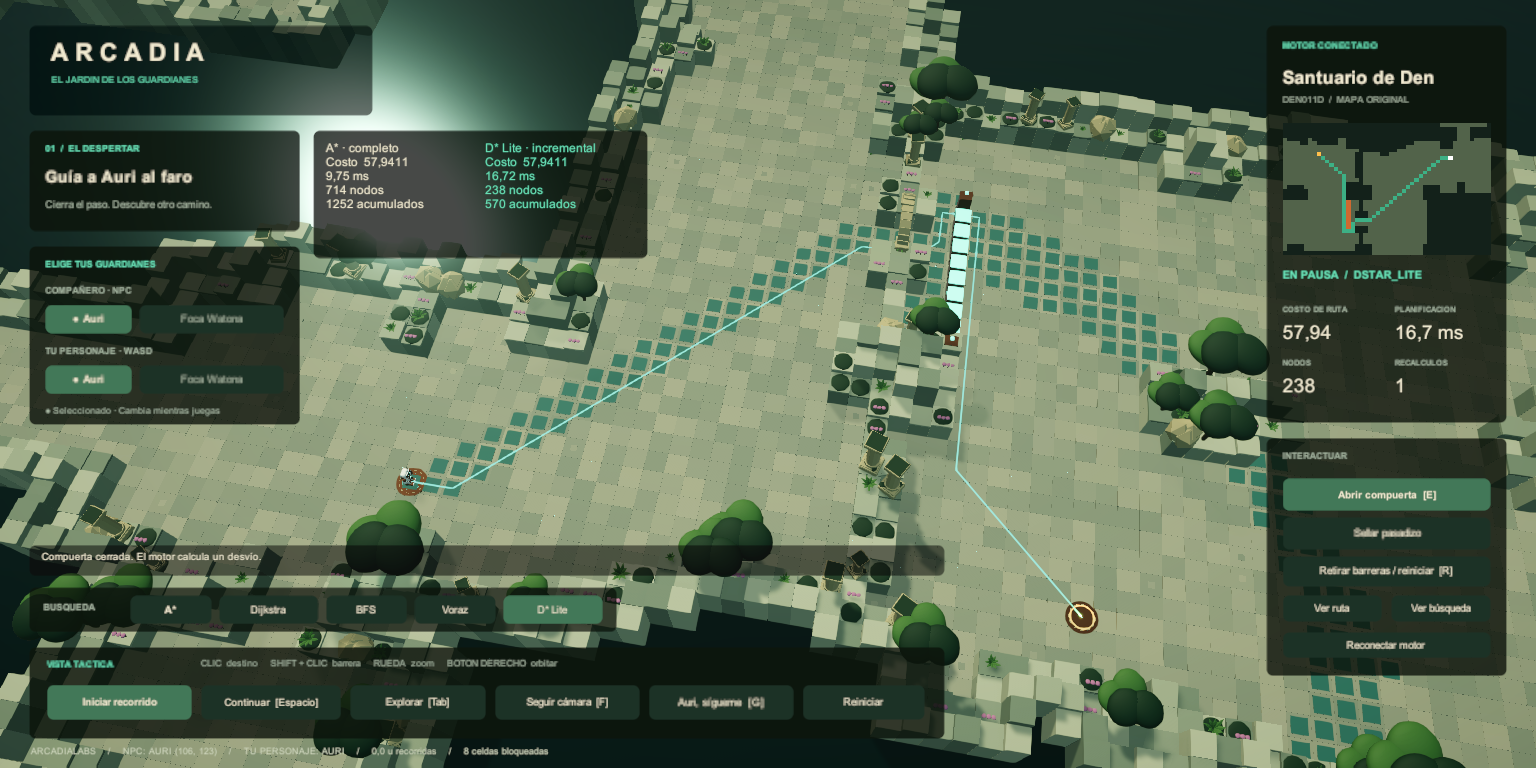 ARCADIA
EL JARDIN DE LOS GUARDIANES
01 / EL DESPERTAR
Guía a Auri al faro
Cierra el paso. Descubre otro camino.
A* · completo
Costo 57,9411
9,75 ms
714 nodos
1252 acumulados
D* Lite · incremental
Costo 57,9411
16,72 ms
238 nodos
570 acumulados
ELIGE TUS GUARDIANES
COMPAÑERO · NPC
● Auri
Foca Watona
TU PERSONAJE · WASD
● Auri
Foca Watona
● Seleccionado · Cambia mientras juegas
MOTOR CONECTADO
Santuario de Den
DEN011D / MAPA ORIGINAL
EN PAUSA / DSTAR_LITE
COSTO DE RUTA
PLANIFICACION
57,94
16,7 ms
NODOS
RECALCULOS
238
1
INTERACTUAR
Abrir compuerta [E]
Sellar pasadizo
Retirar barreras / reiniciar [R]
Ver ruta
Ver búsqueda
Reconectar motor
Compuerta cerrada. El motor calcula un desvío.
BUSQUEDA
A*
Dijkstra
BFS
Voraz
D* Lite
VISTA TACTICA
CLIC destino SHIFT + CLIC barrera RUEDA zoom BOTON DERECHO orbitar
Iniciar recorrido
Continuar [Espacio]
Explorar [Tab]
Seguir cámara [F]
Auri, sígueme [G]
Reiniciar
ARCADIALABS / NPC: AURI (106, 123) / TU PERSONAJE: AURI / 0,0 u recorridas / 8 celdas bloqueadas